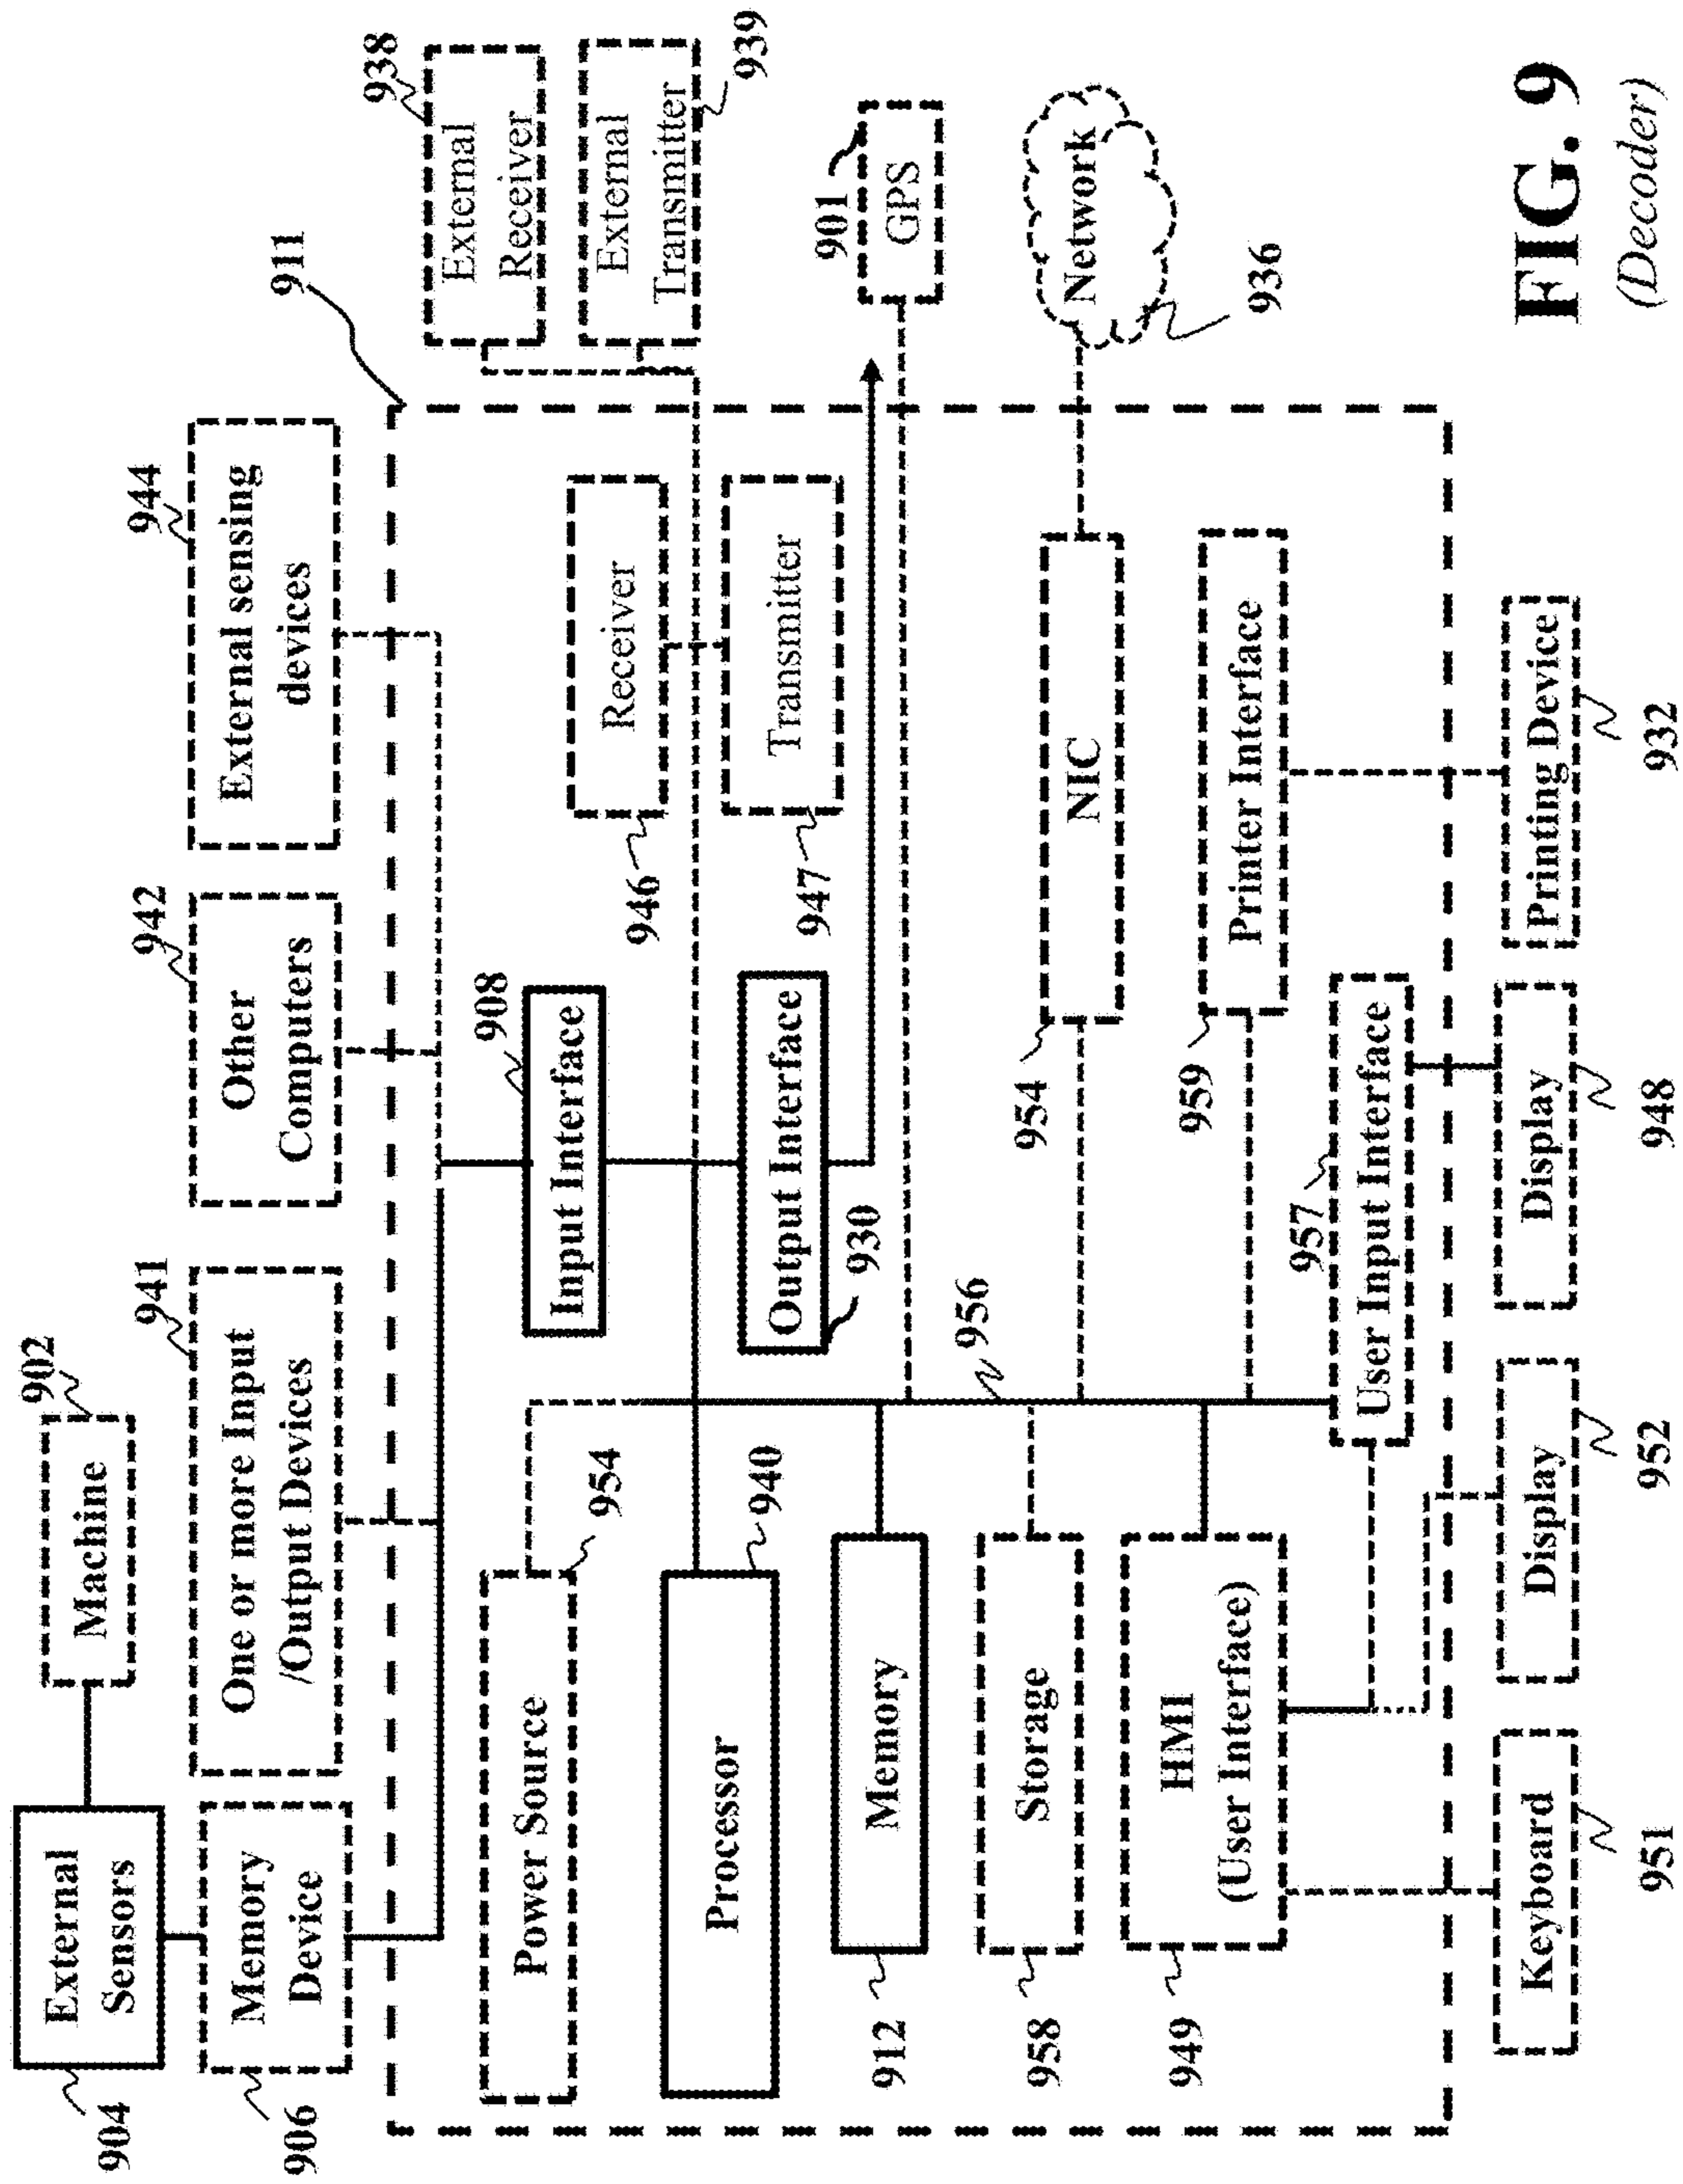 904
External
Sensors
902
Machine
906
Memory
Device
941
One or more Input
/Output Devices
942
Other
Computers
944
External sensing
devices
911
938
External
Receiver
939
External
Transmitter
Power Source
954
908
Input Interface
946
Receiver
Processor
940
Output Interface
930
947
Transmitter
901
GPS
912
Memory
956
958
Storage
954
NIC
Network
936
949
HMI
(User Interface)
959
Printer Interface
957
User Input Interface
Keyboard
951
Display
952
Display
948
Printing Device
932
FIG. 9
(Decoder)